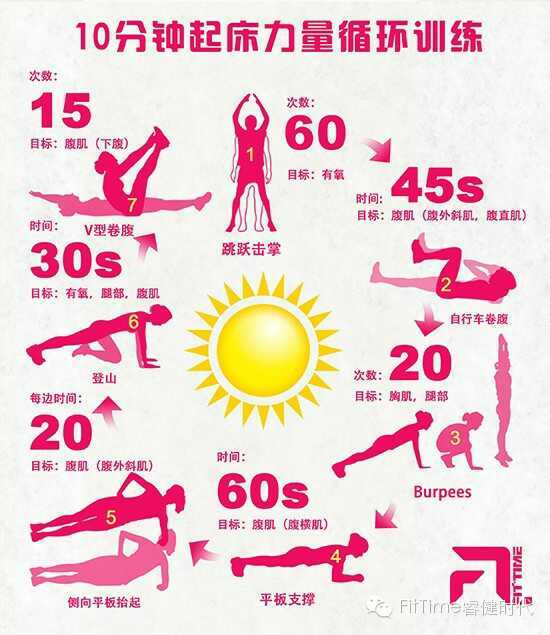 10分钟起床力量循环训练
次数：
60
目标：有氧
1
跳跃击掌
时间：
45s
目标：腹肌（腹外斜肌，腹直肌）
2
自行车卷腹
次数：
20
目标：胸肌，腿部
3
Burpees
时间：
60s
目标：腹肌（腹横肌）
4
平板支撑
每边时间：
20
目标：腹肌（腹外斜肌）
5
侧向平板抬起
时间：
30s
目标：有氧，腿部，腹肌
6
登山
次数：
15
目标：腹肌（下腹）
7
V型卷腹
FITTIME
FitTime睿健时代